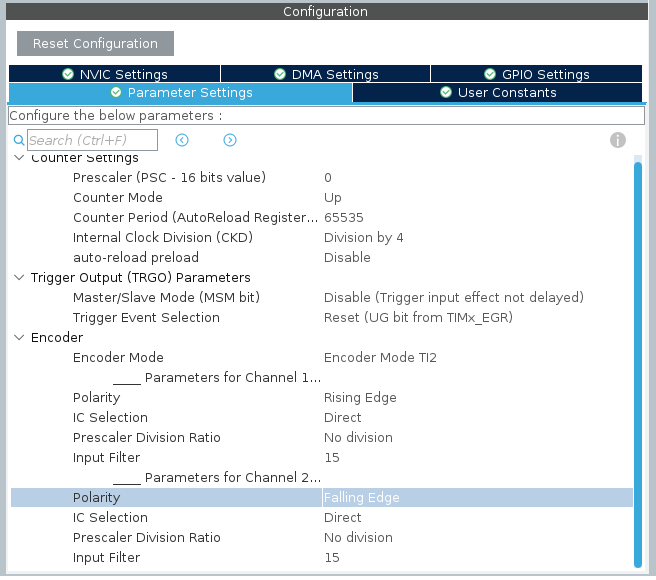 Configuration
Reset Configuration
NVIC Settings DMA Settings GPIO Settings
Parameter Settings User Constants
Configure the below parameters :
Search (Ctrl+F)
Counter Settings
Prescaler (PSC - 16 bits value) 0
Counter Mode Up
Counter Period (AutoReload Register... 65535
Internal Clock Division (CKD) Division by 4
auto-reload preload Disable
Trigger Output (TRGO) Parameters
Master/Slave Mode (MSM bit) Disable (Trigger input effect not delayed)
Trigger Event Selection Reset (UG bit from TIMx_EGR)
Encoder
Encoder Mode Encoder Mode TI2
____ Parameters for Channel 1...
Polarity Rising Edge
IC Selection Direct
Prescaler Division Ratio No division
Input Filter 15
____ Parameters for Channel 2...
Polarity Falling Edge
IC Selection Direct
Prescaler Division Ratio No division
Input Filter 15